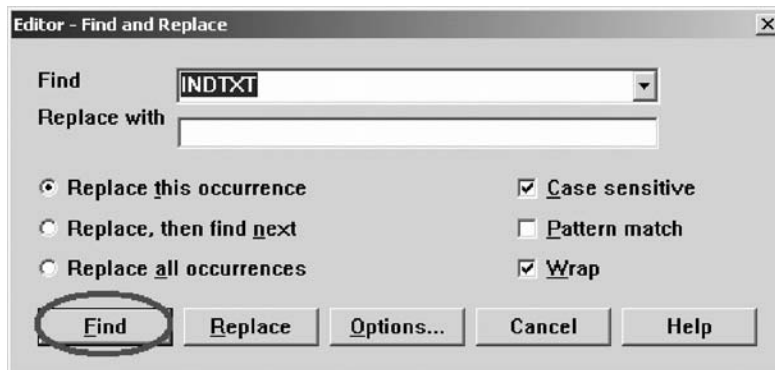 Editor - Find and Replace
Find INDTXT
Replace with
Replace this occurrence Case sensitive
Replace, then find next Pattern match
Replace all occurrences Wrap
Find Replace Options... Cancel Help